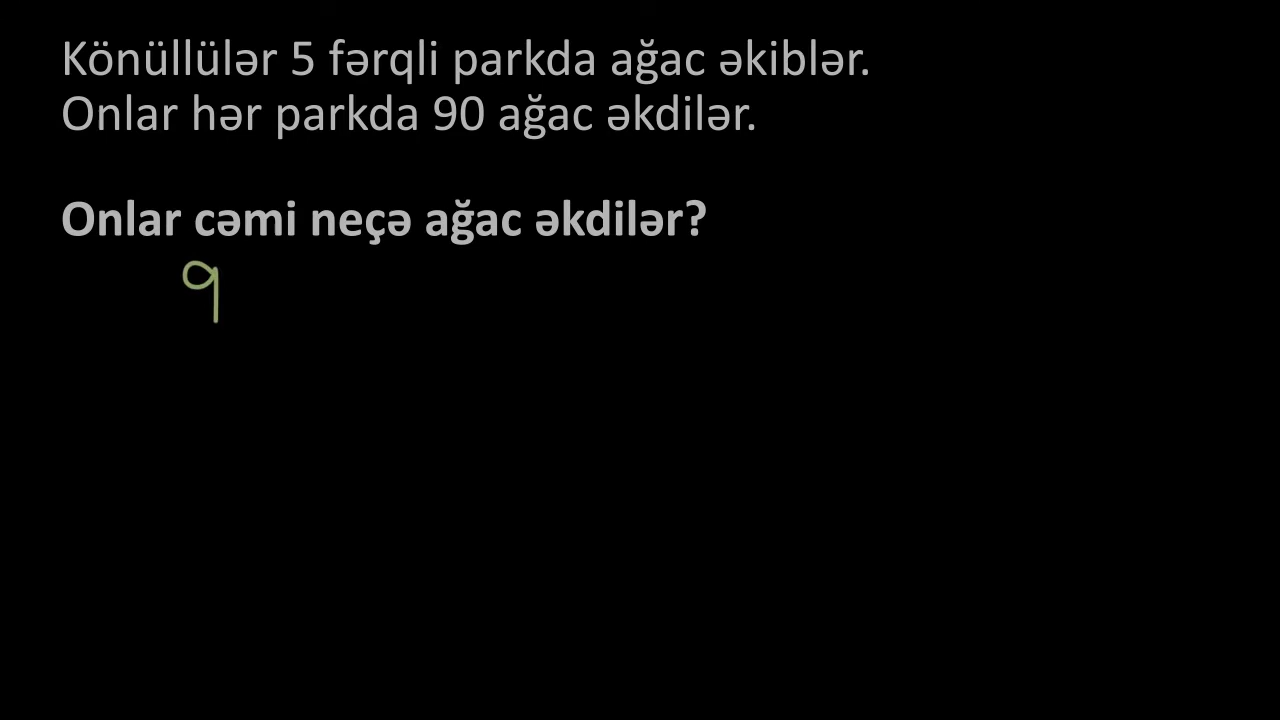 Könüllülər 5 fərqli parkda ağac əkiblər.
Onlar hər parkda 90 ağac əkdilər.
Onlar cəmi neçə ağac əkdilər?
9